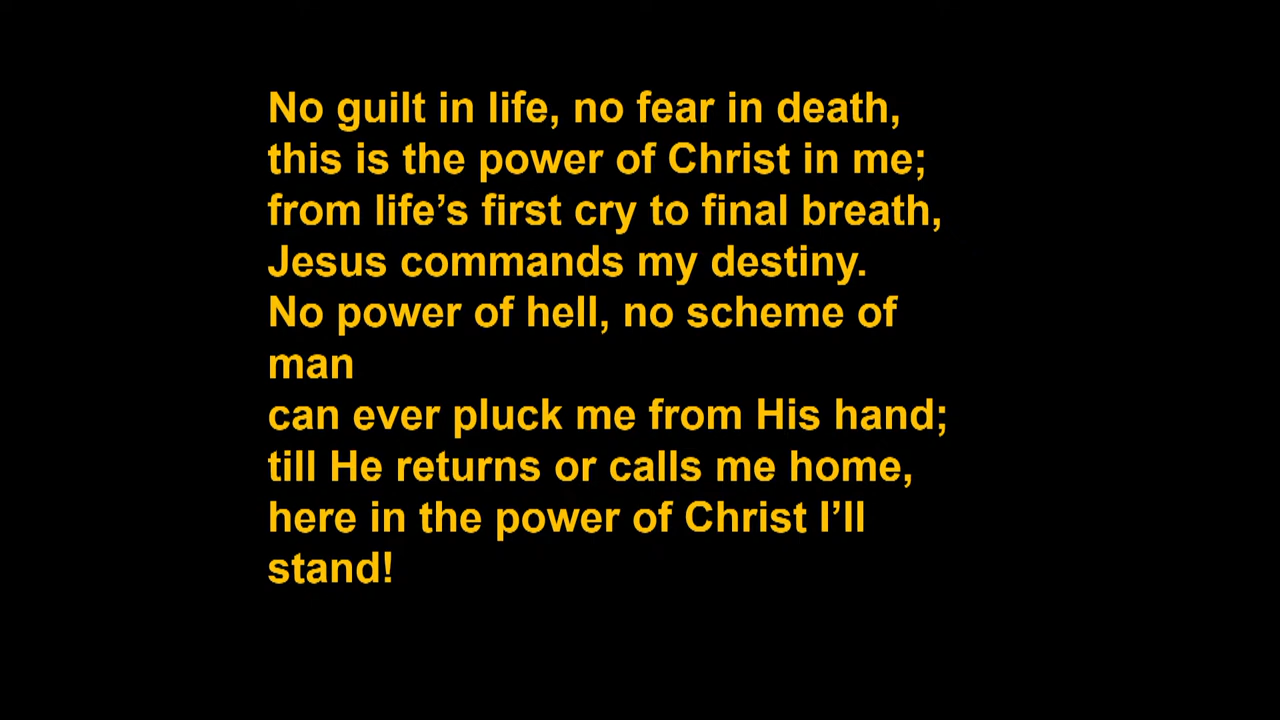 No guilt in life, no fear in death,
this is the power of Christ in me;
from life’s first cry to final breath,
Jesus commands my destiny.
No power of hell, no scheme of
man
can ever pluck me from His hand;
till He returns or calls me home,
here in the power of Christ I’ll
stand!